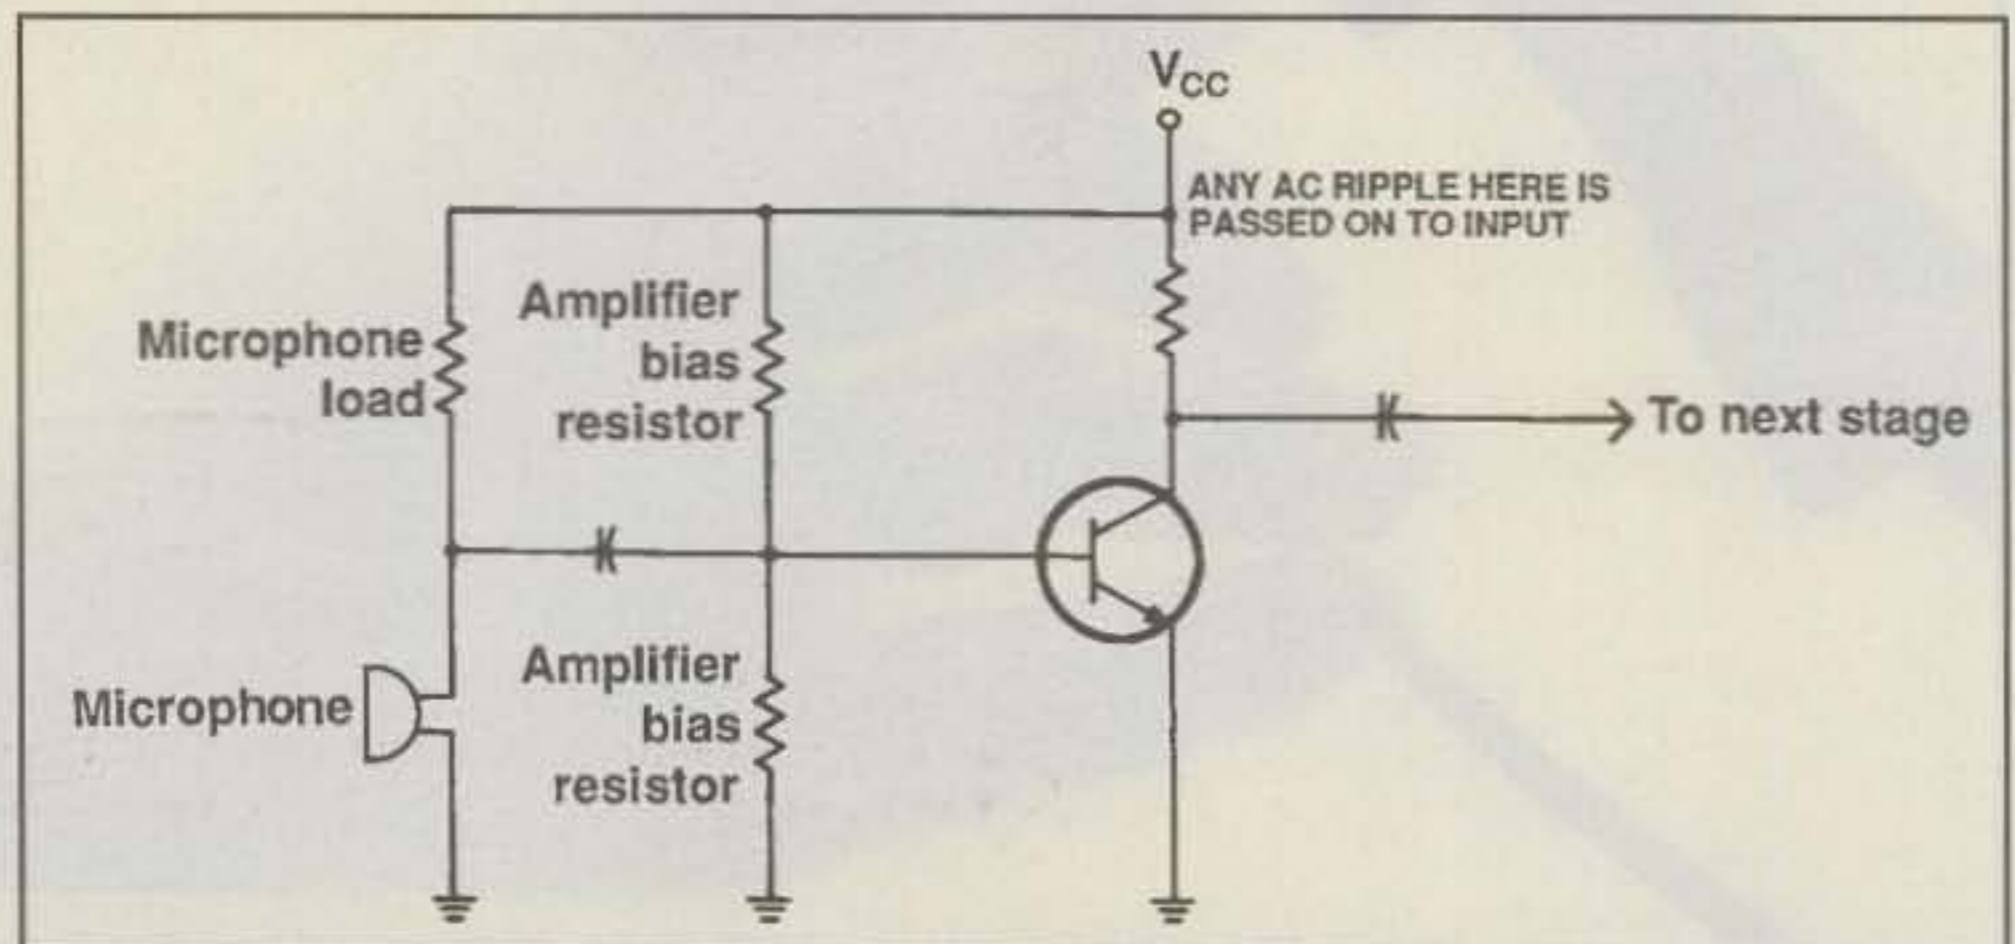 VCC
ANY AC RIPPLE HERE IS
PASSED ON TO INPUT
Amplifier
bias
resistor
Microphone
load
To next stage
Amplifier
bias
resistor
Microphone